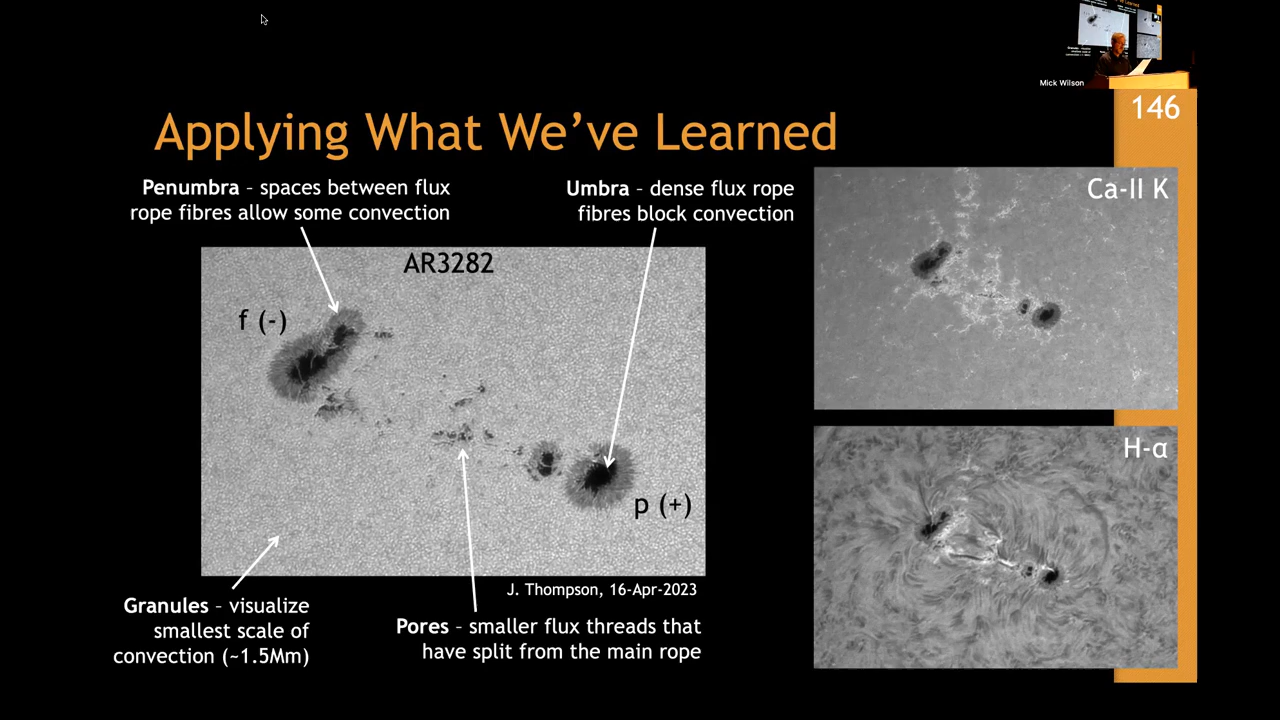 Mick Wilson
146
Applying What We've Learned
Penumbra – spaces between flux
rope fibres allow some convection
Umbra – dense flux rope
fibres block convection
AR3282
f (-)
p (+)
J. Thompson, 16-Apr-2023
Granules – visualize
smallest scale of
convection (~1.5Mm)
Pores – smaller flux threads that
have split from the main rope
Ca-II K
H-α